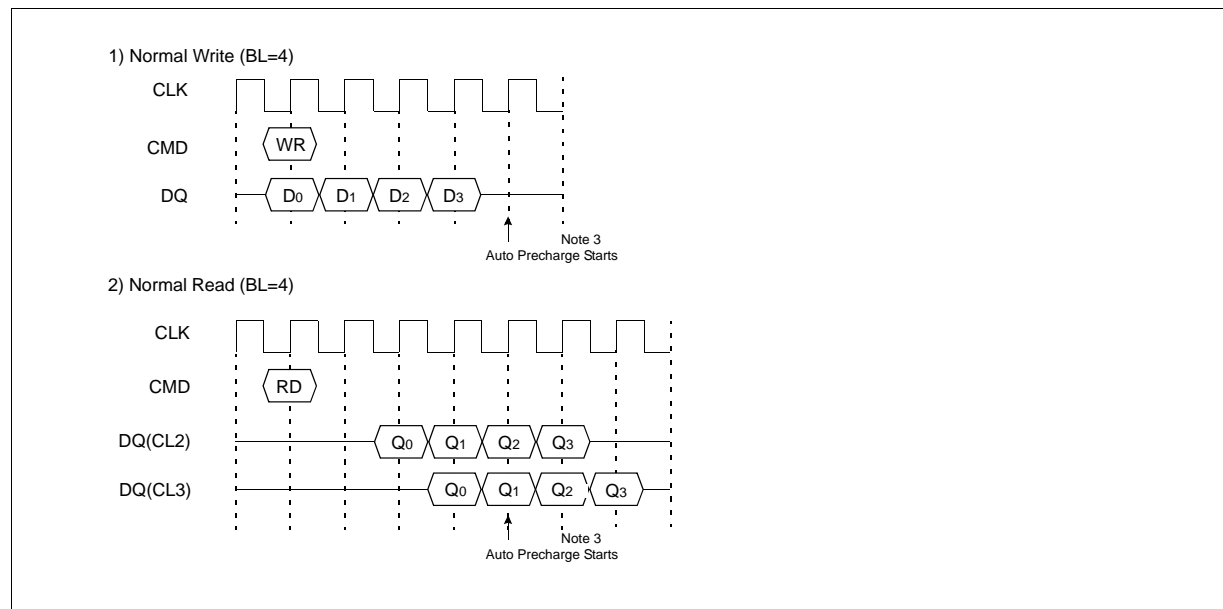 1) Normal Write (BL=4)
CLK
CMD WR
DQ D0 D1 D2 D3
Note 3
Auto Precharge Starts
2) Normal Read (BL=4)
CLK
CMD RD
DQ(CL2) Q0 Q1 Q2 Q3
DQ(CL3) Q0 Q1 Q2 Q3
Note 3
Auto Precharge Starts